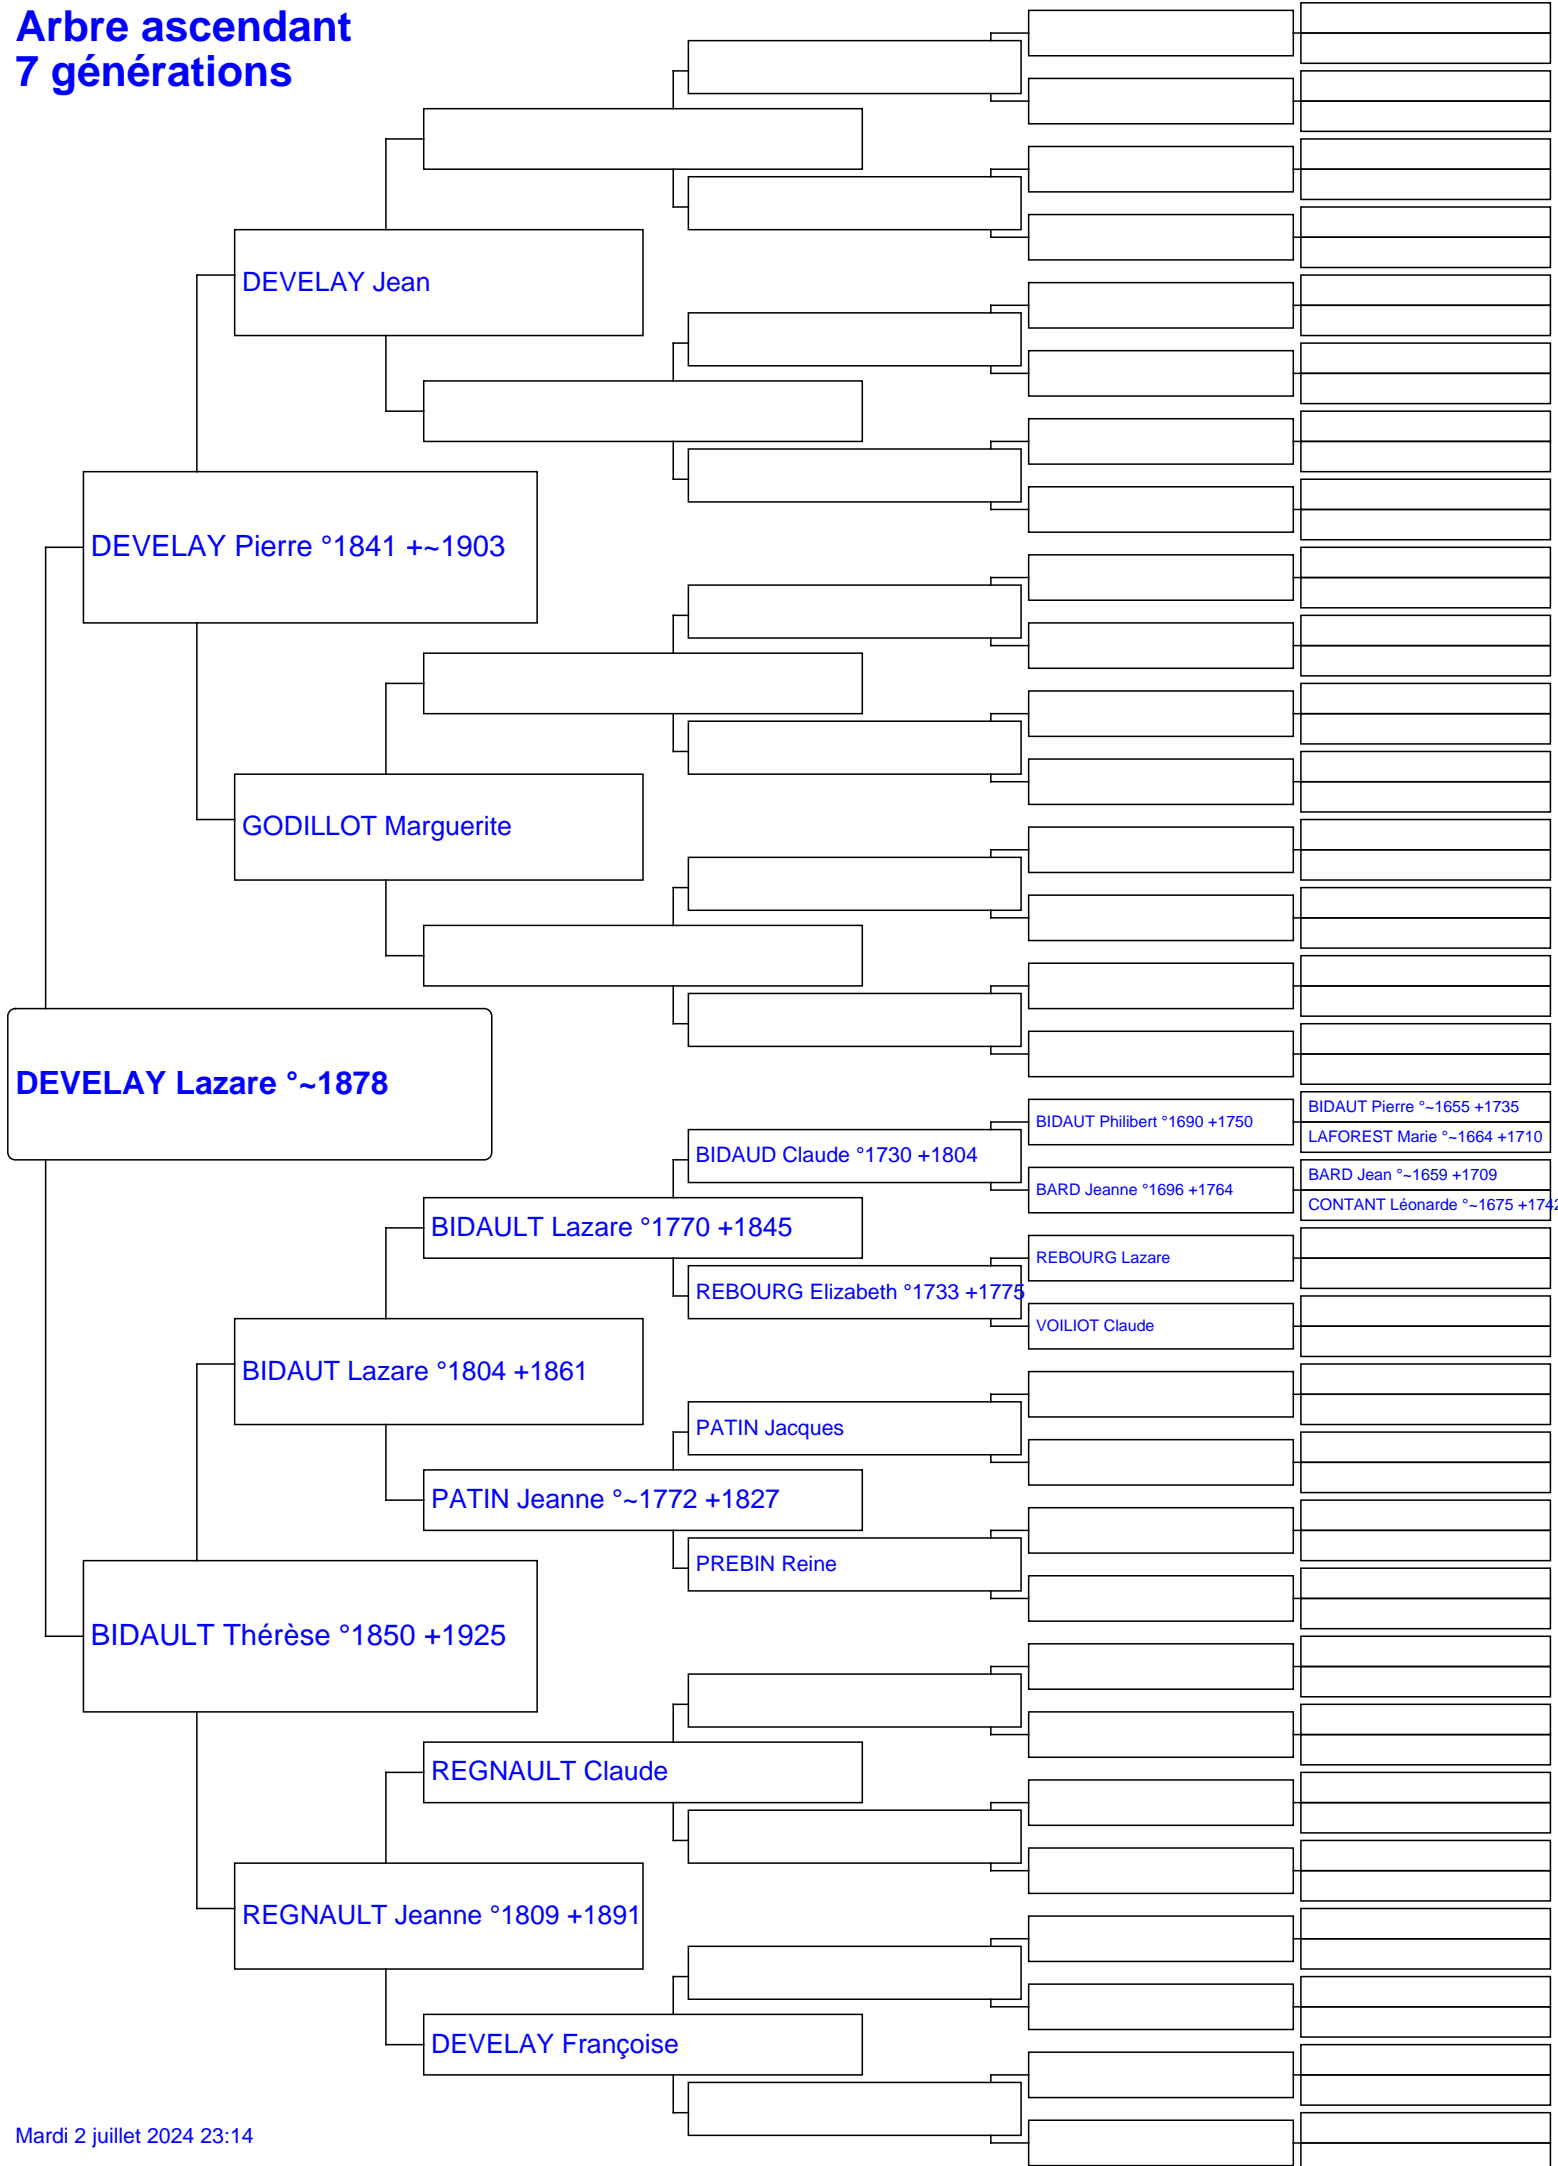 Arbre ascendant
7 générations
DEVELAY Jean
DEVELAY Pierre °1841 +~1903
GODILLOT Marguerite
DEVELAY Lazare °~1878
BIDAUT Pierre °~1655 +1735
BIDAUT Philibert °1690 +1750
LAFOREST Marie °~1664 +1710
BIDAUD Claude °1730 +1804
BARD Jean °~1659 +1709
BARD Jeanne °1696 +1764
CONTANT Léonarde °~1675 +1742
BIDAULT Lazare °1770 +1845
REBOURG Lazare
REBOURG Elizabeth °1733 +1775
VOILIOT Claude
BIDAUT Lazare °1804 +1861
PATIN Jacques
PATIN Jeanne °~1772 +1827
PREBIN Reine
BIDAULT Thérèse °1850 +1925
REGNAULT Claude
REGNAULT Jeanne °1809 +1891
DEVELAY Françoise
Mardi 2 juillet 2024 23:14